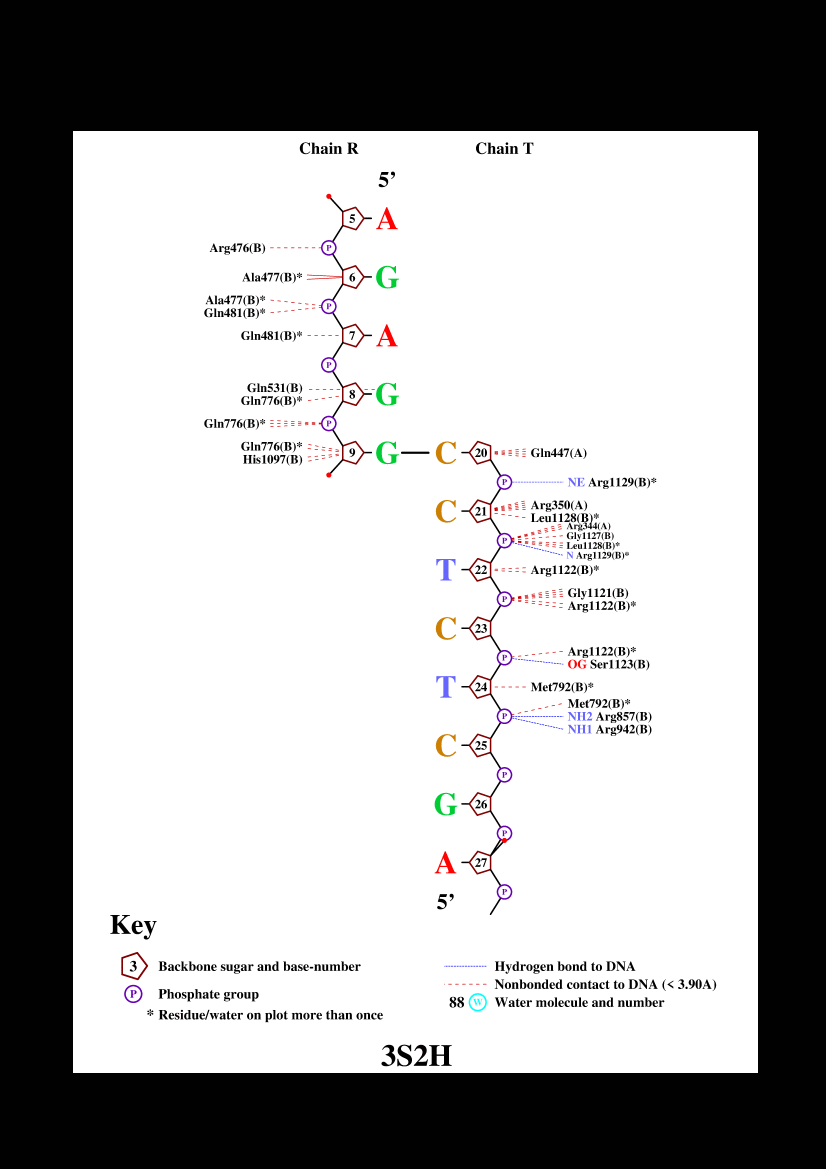 Chain R Chain T
5’
5 A
P Arg476(B)
Ala477(B)* 6 G
Ala477(B)*
Gln481(B)* P
Gln481(B)* 7 A
P
Gln531(B)
Gln776(B)* 8 G
Gln776(B)* P
Gln776(B)*
His1097(B) 9 G C 20 Gln447(A)
P NE Arg1129(B)*
C 21 Arg350(A)
Leu1128(B)*
P Arg344(A)
Gly1127(B)
Leu1128(B)*
N Arg1129(B)*
T 22 Arg1122(B)*
P Gly1121(B)
Arg1122(B)*
C 23
P Arg1122(B)*
OG Ser1123(B)
T 24 Met792(B)*
P Met792(B)*
NH2 Arg857(B)
NH1 Arg942(B)
C 25
P
G 26
P
A 27
P
5’
Key
3 Backbone sugar and base-number
P Phosphate group
* Residue/water on plot more than once
Hydrogen bond to DNA
Nonbonded contact to DNA (< 3.90A)
88 W Water molecule and number
3S2H